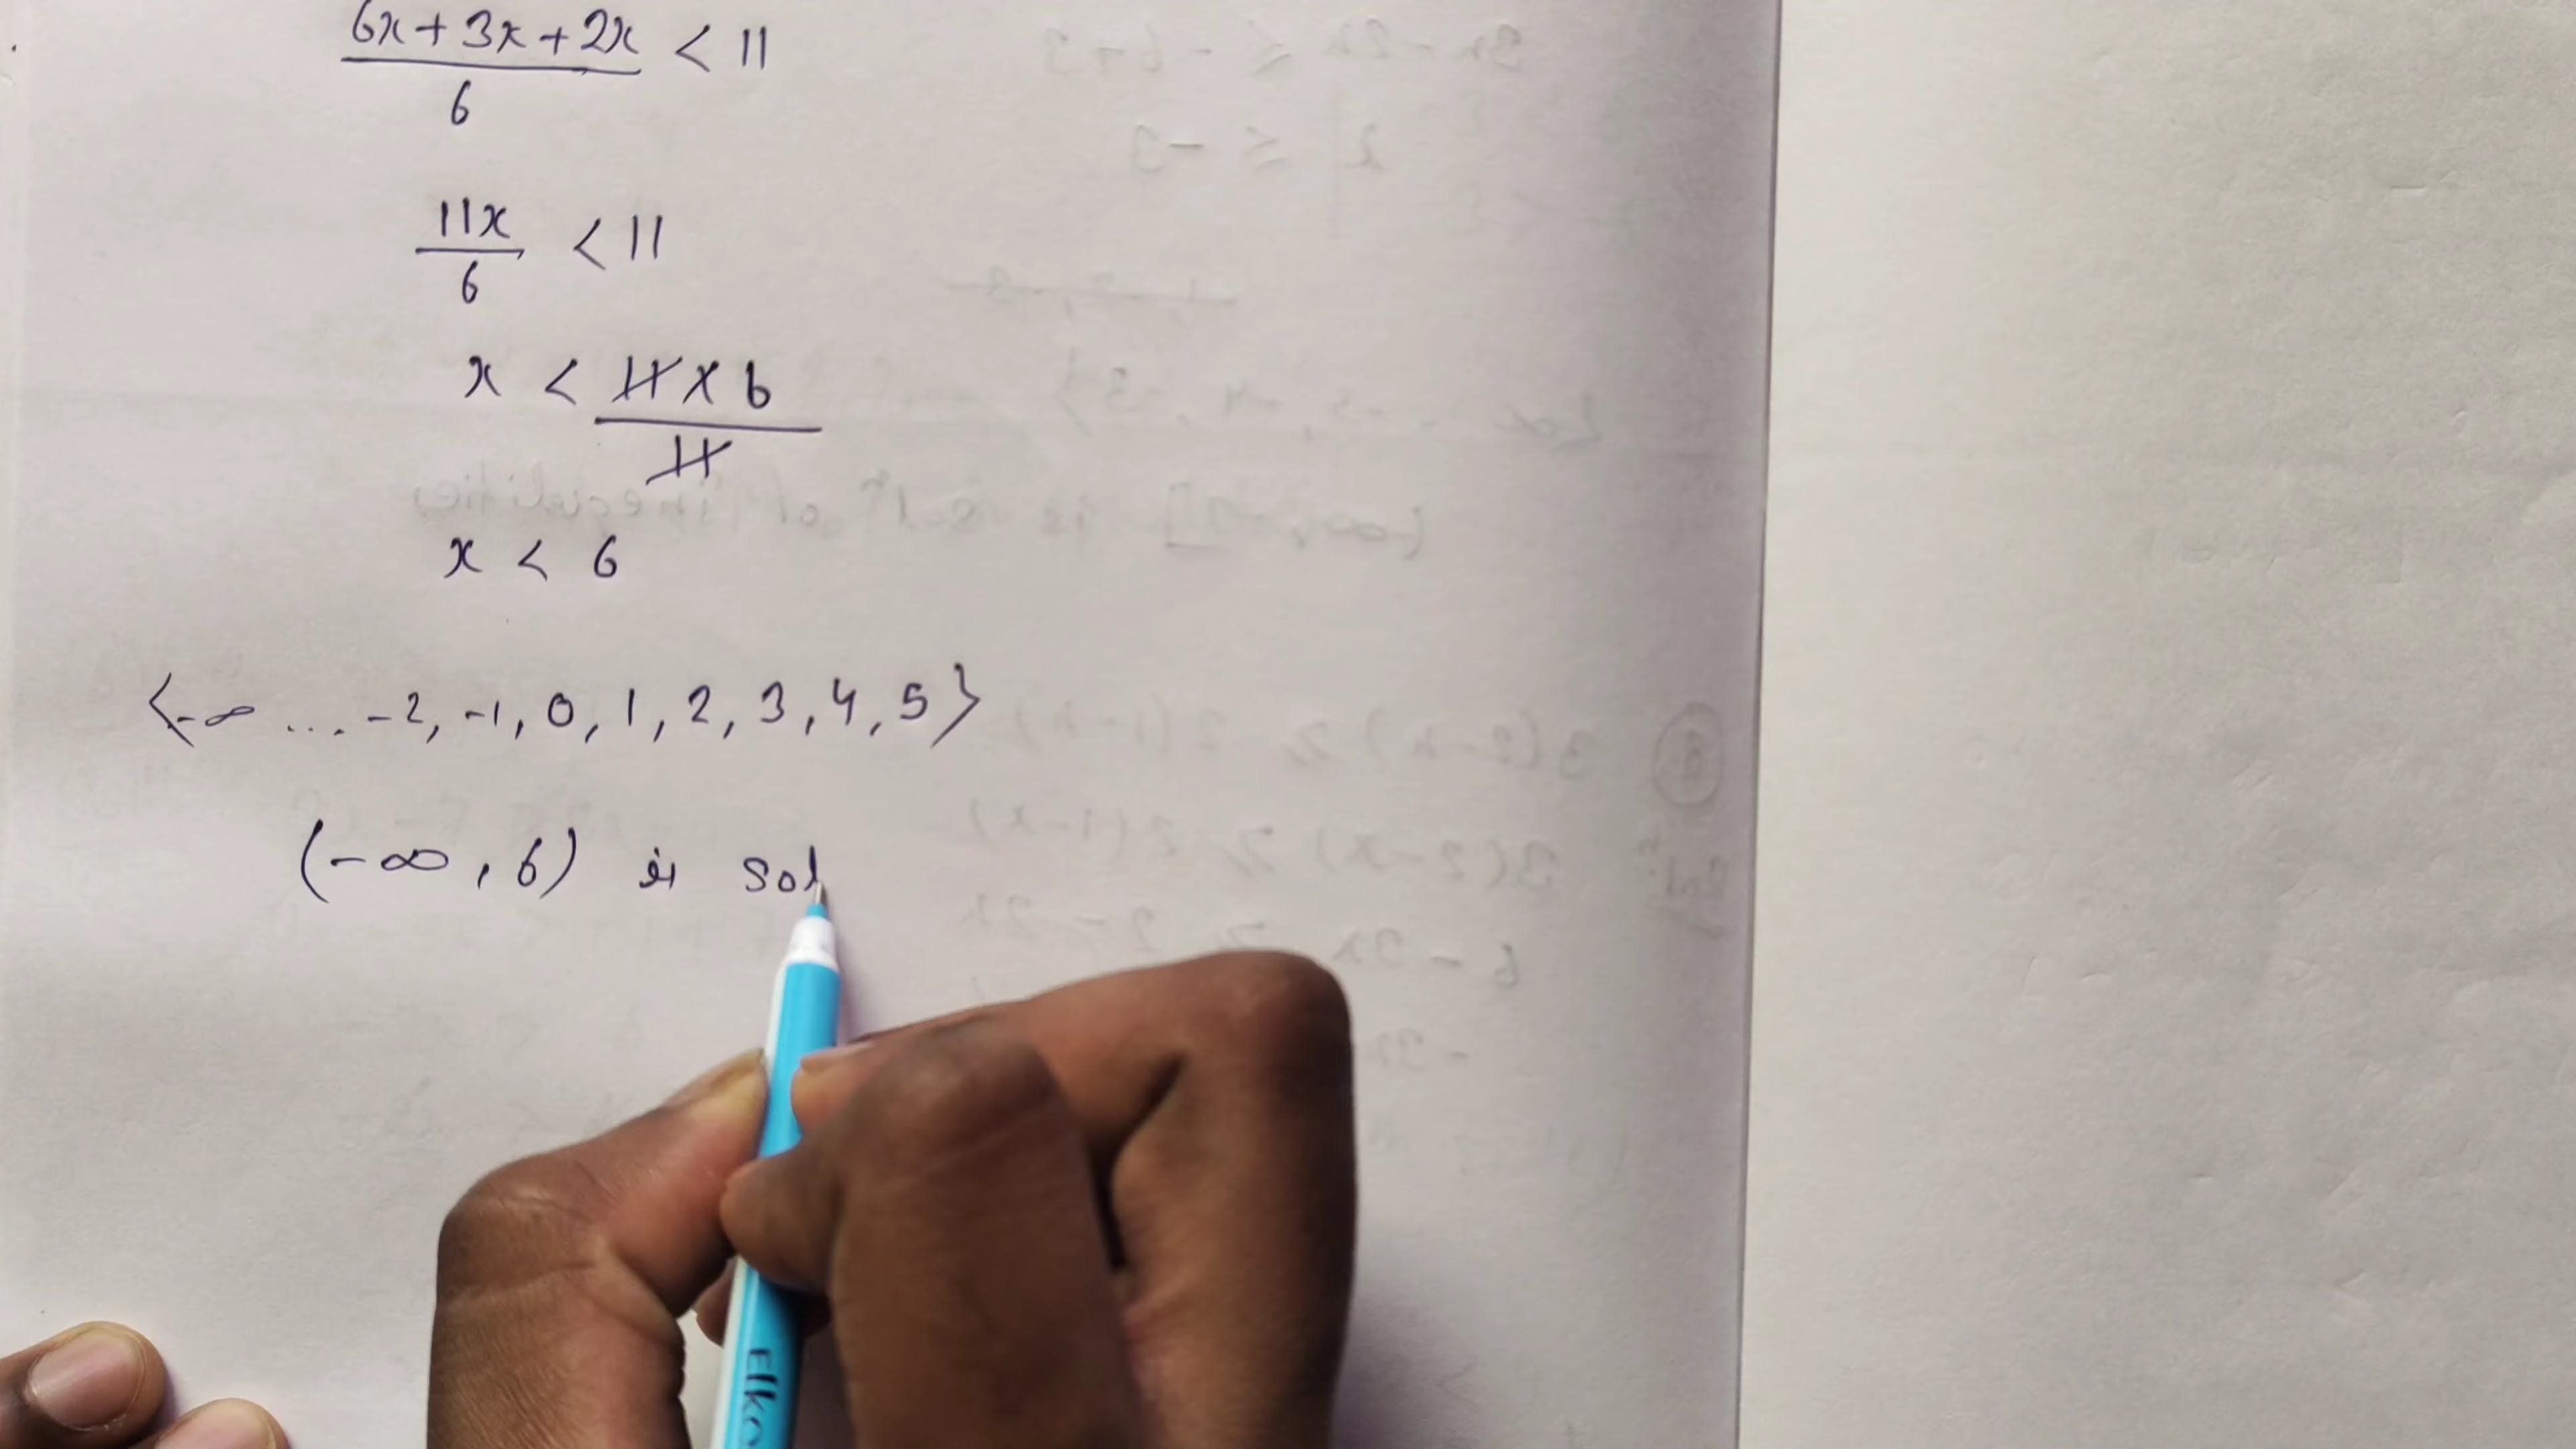 6x + 3x + 2x / 6 < 11
11x / 6 < 11
x < 11 x 6 / 11
x < 6
{-∞ ... -2, -1, 0, 1, 2, 3, 4, 5}
(-∞, 6) is sol
Elko